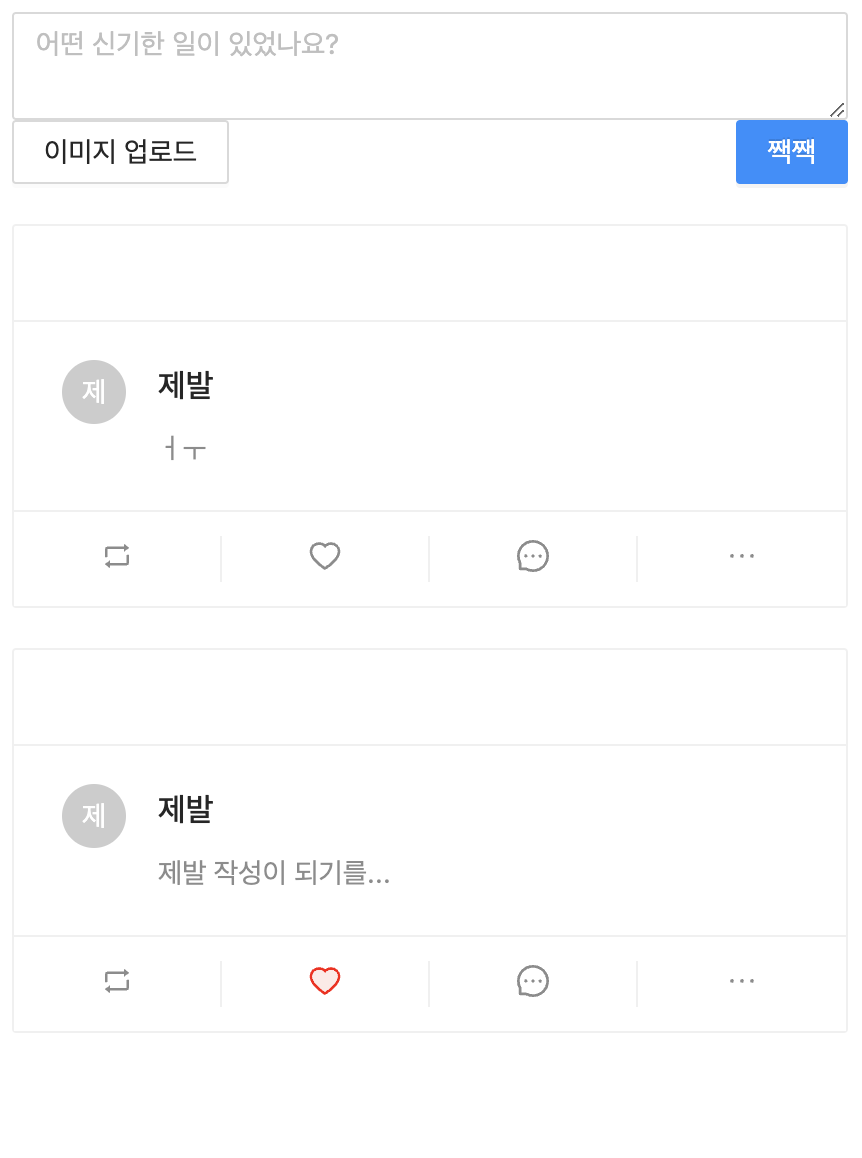 어떤 신기한 일이 있었나요?
이미지 업로드
짹짹
제
제발
ㅓㅜ
제
제발
제발 작성이 되기를...